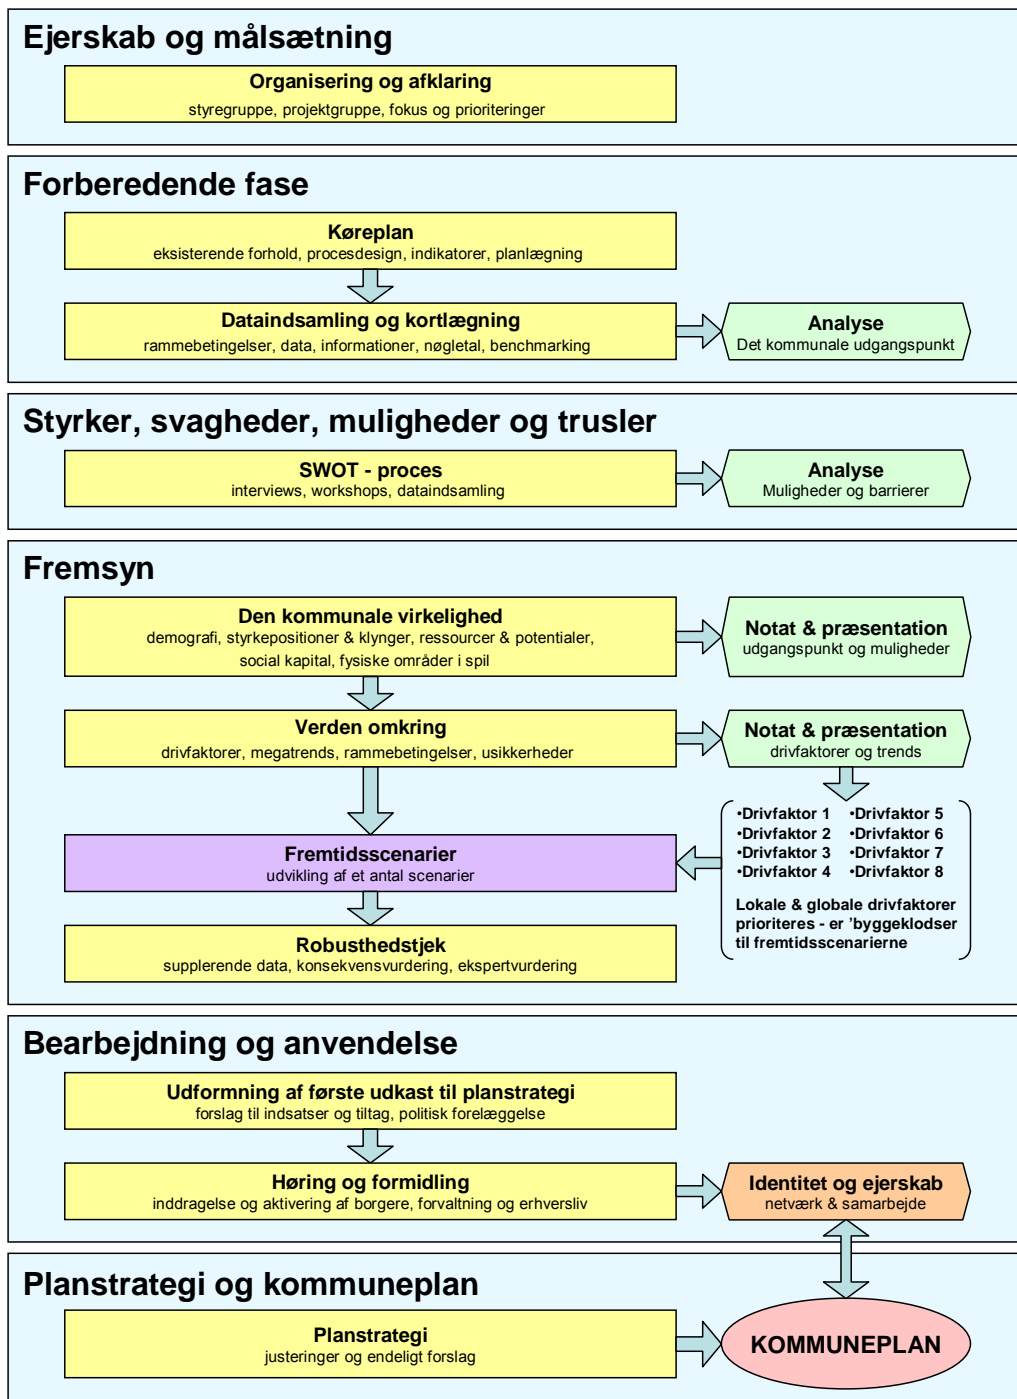 Ejerskab og målsætning
Organisering og afklaring
styregruppe, projektgruppe, fokus og prioriteringer
Forberedende fase
Køreplan
eksisterende forhold, procesdesign, indikatorer, planlægning
Dataindsamling og kortlægning
rammebetingelser, data, informationer, nøgletal, benchmarking
Analyse
Det kommunale udgangspunkt
Styrker, svagheder, muligheder og trusler
SWOT - proces
interviews, workshops, dataindsamling
Analyse
Muligheder og barrierer
Fremsyn
Den kommunale virkelighed
demografi, styrkepositioner & klynger, ressourcer & potentialer,
social kapital, fysiske områder i spil
Notat & præsentation
udgangspunkt og muligheder
Verden omkring
drivfaktorer, megatrends, rammebetingelser, usikkerheder
Notat & præsentation
drivfaktorer og trends
•Drivfaktor 1 •Drivfaktor 5
•Drivfaktor 2 •Drivfaktor 6
•Drivfaktor 3 •Drivfaktor 7
•Drivfaktor 4 •Drivfaktor 8
Lokale & globale drivfaktorer
prioriteres - er 'byggeklodser
til fremtidsscenarierne
Fremtidsscenarier
udvikling af et antal scenarier
Robusthedstjek
supplerende data, konsekvensvurdering, ekspertvurdering
Bearbejdning og anvendelse
Udformning af første udkast til planstrategi
forslag til indsatser og tiltag, politisk forelæggelse
Høring og formidling
inddragelse og aktivering af borgere, forvaltning og erhversliv
Identitet og ejerskab
netværk & samarbejde
Planstrategi og kommuneplan
Planstrategi
justeringer og endeligt forslag
KOMMUNEPLAN